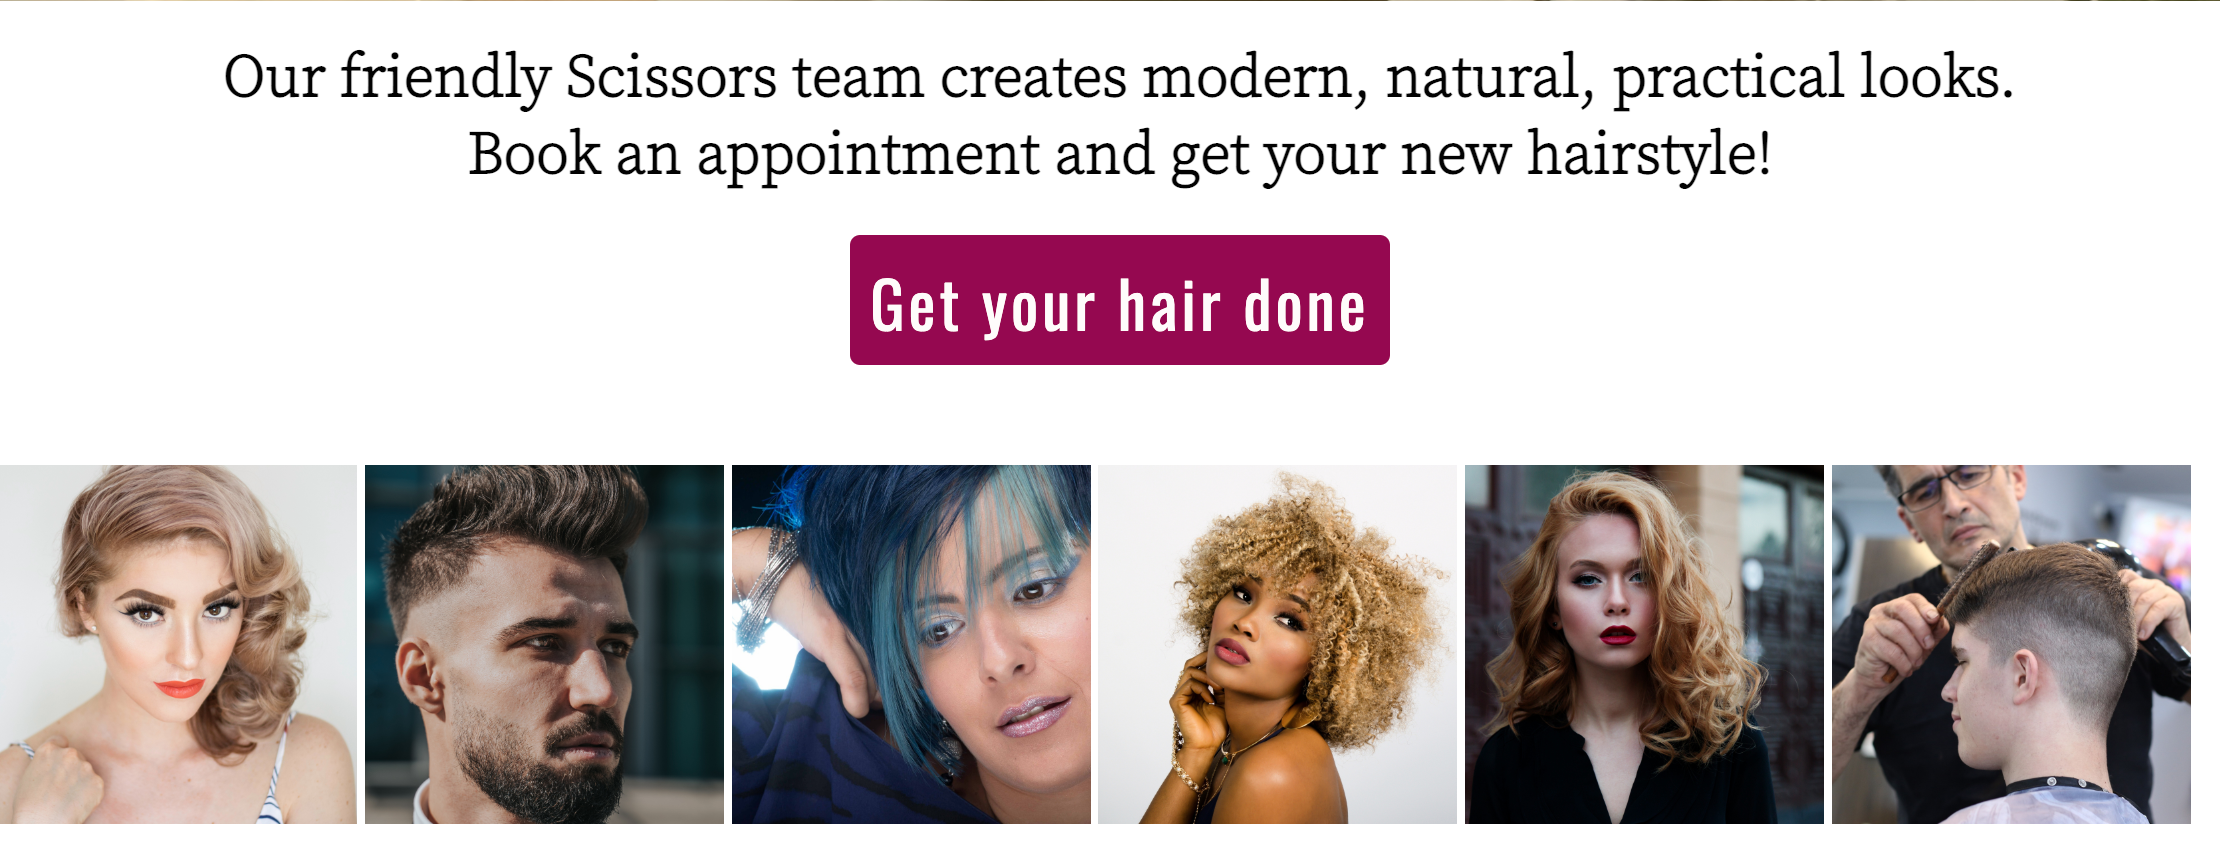 Our friendly Scissors team creates modern, natural, practical looks.
Book an appointment and get your new hairstyle!
Get your hair done